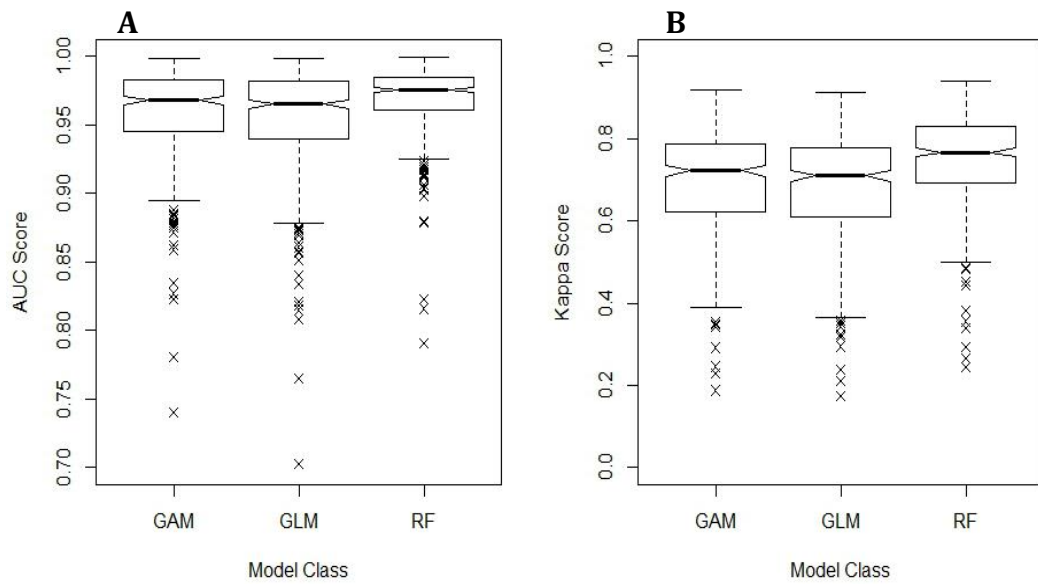 A
AUC Score
1.00
0.95
0.90
0.85
0.80
0.75
0.70
GAM
GLM
RF
Model Class
B
Kappa Score
1.0
0.8
0.6
0.4
0.2
0.0
GAM
GLM
RF
Model Class